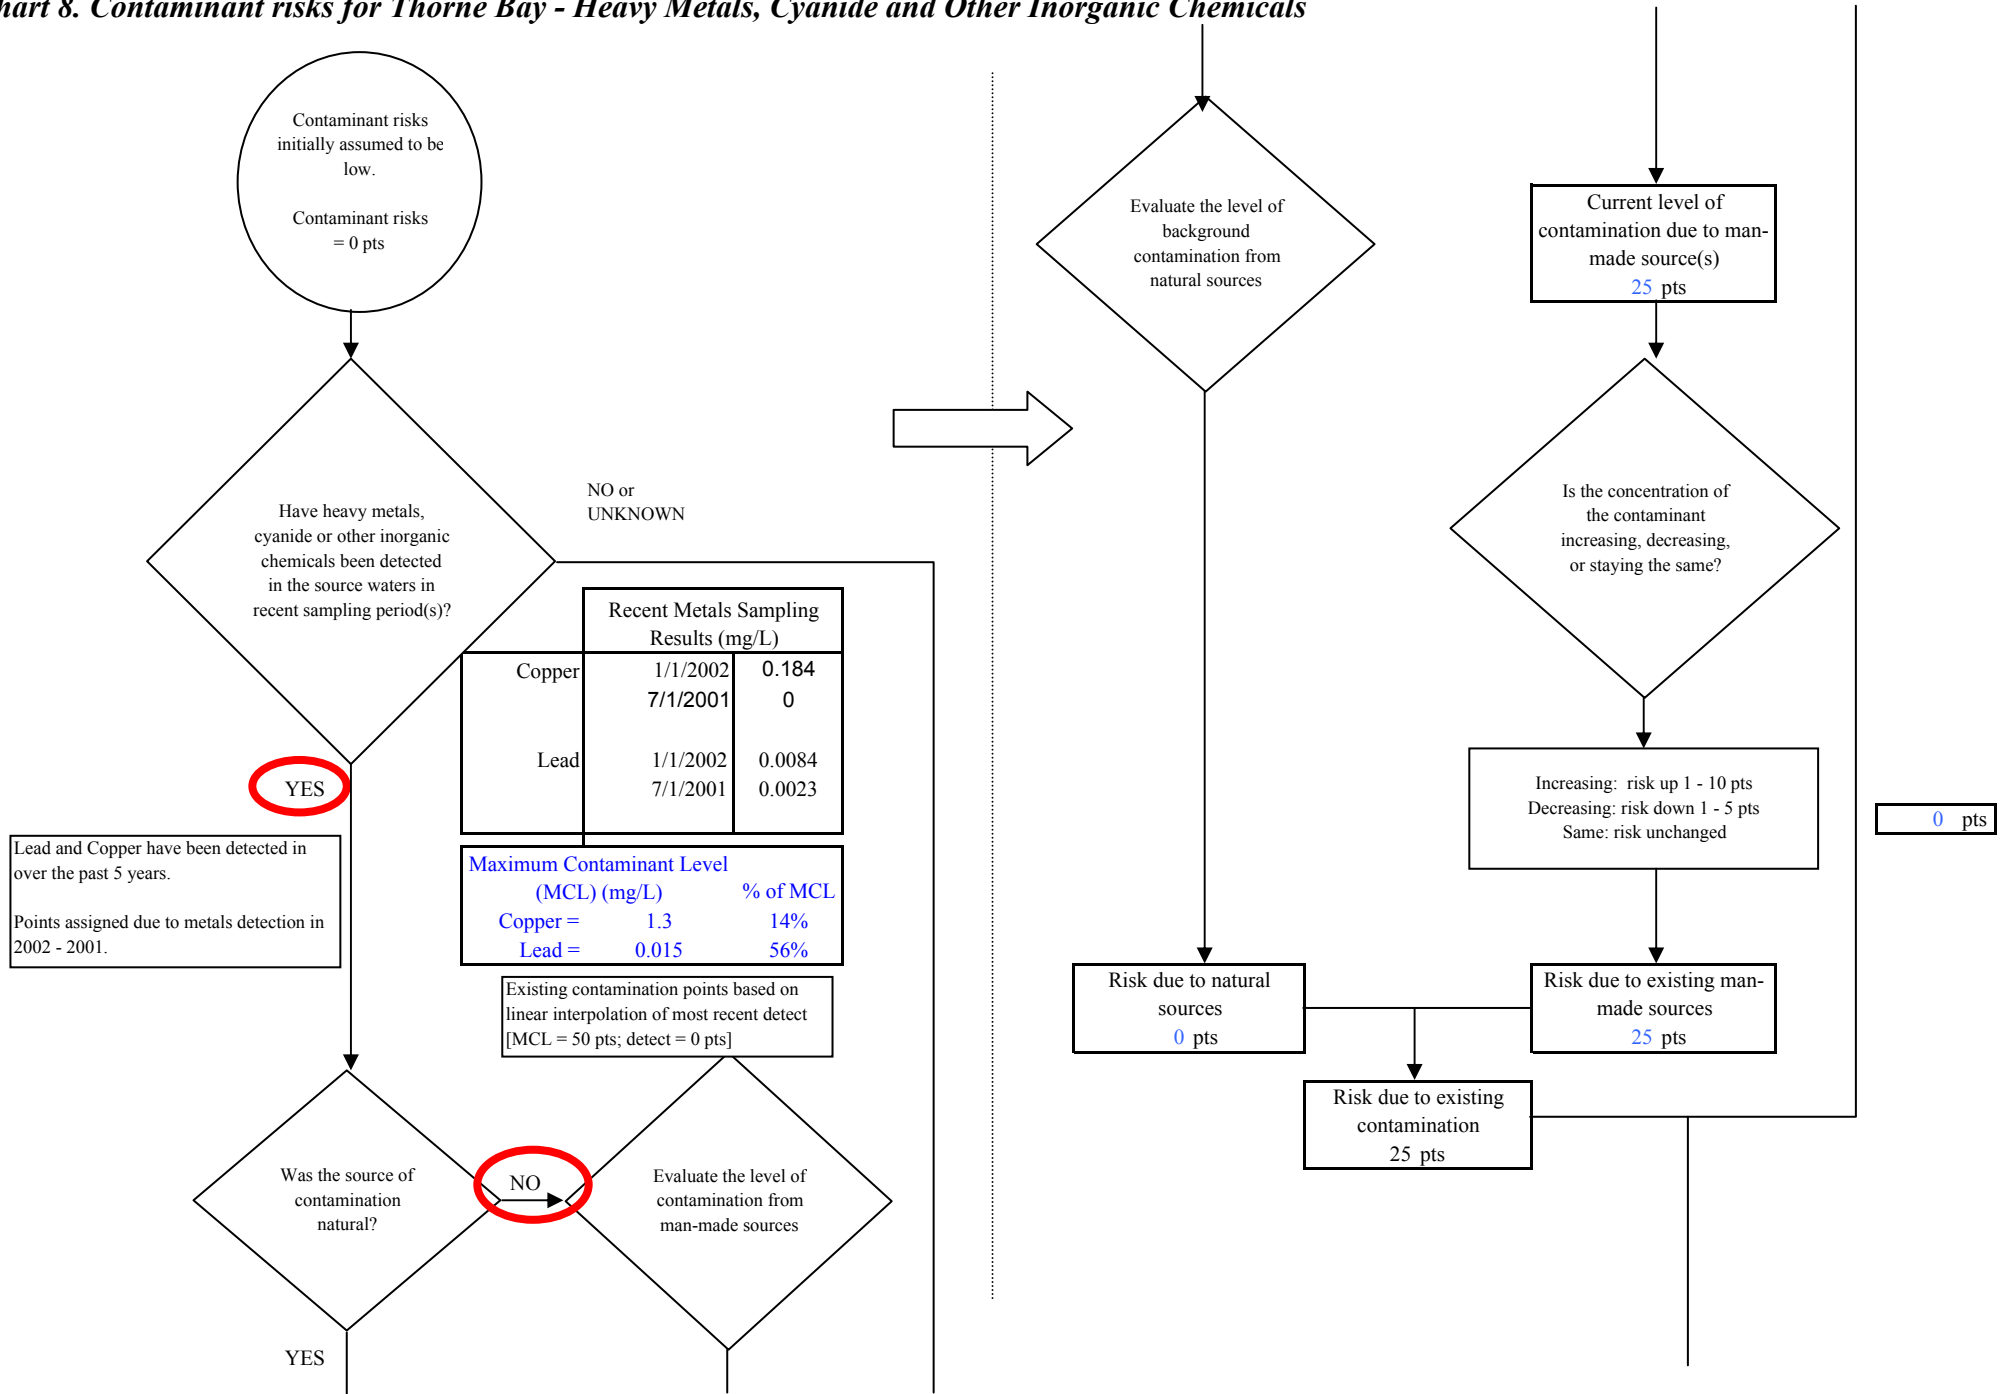 hart 8. Contaminant risks for Thorne Bay - Heavy Metals, Cyanide and Other Inorganic Chemicals
Contaminant risks
initially assumed to be
low.
Contaminant risks
= 0 pts
Have heavy metals,
cyanide or other inorganic
chemicals been detected
in the source waters in
recent sampling period(s)?
NO or
UNKNOWN
YES
Recent Metals Sampling
Results (mg/L)
Copper 1/1/2002 0.184
7/1/2001 0
Lead 1/1/2002 0.0084
7/1/2001 0.0023
Lead and Copper have been detected in
over the past 5 years.
Points assigned due to metals detection in
2002 - 2001.
Maximum Contaminant Level
(MCL) (mg/L) % of MCL
Copper = 1.3 14%
Lead = 0.015 56%
Existing contamination points based on
linear interpolation of most recent detect
[MCL = 50 pts; detect = 0 pts]
Was the source of
contamination
natural?
NO
Evaluate the level of
contamination from
man-made sources
YES
Evaluate the level of
background
contamination from
natural sources
Current level of
contamination due to man-
made source(s)
25 pts
Is the concentration of
the contaminant
increasing, decreasing,
or staying the same?
Increasing: risk up 1 - 10 pts
Decreasing: risk down 1 - 5 pts
Same: risk unchanged
0 pts
Risk due to natural
sources
0 pts
Risk due to existing man-
made sources
25 pts
Risk due to existing
contamination
25 pts